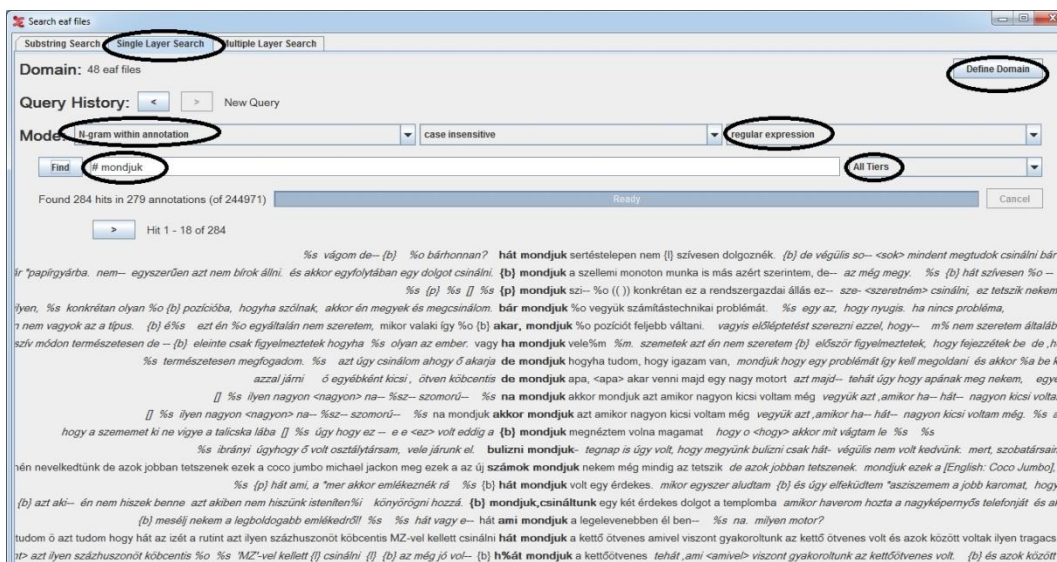 Search eaf files
Substring Search Single Layer Search Multiple Layer Search
Domain: 48 eaf files Define Domain
Query History: < > New Query
Mode: N-gram within annotation case insensitive regular expression
Find # mondjuk All Tiers
Found 284 hits in 279 annotations (of 244971) Ready Cancel
> Hit 1 - 18 of 284
%s vágom de-- {b} %o bárhonnan? hát mondjuk sertéstelepen nem {l} szívesen dolgoznék. {b} de végülis so-- <sok> mindent megtudok csinálni bár
ár "papírgyárba. nem-- egyszerűen azt nem bírok állni. és akkor egyfolytában egy dolgot csinálni. {b} mondjuk a szellemi monoton munka is más azért szerintem, de-- az még megy. %s {b} hát szívesen %o --
%s {p} %s [] %s {p} mondjuk szi-- %o (( )) konkrétan ez a rendszergazdai állás ez-- sze- <szeretném> csinálni, ez tetszik nekem
ilyen, %s konkrétan olyan %o {b} pozícióba, hogyha szólnak, akkor én megyek és megcsinálom. bár mondjuk %o vegyük számítástechnikai problémát. %s egy az, hogy nyugis. ha nincs probléma,
n nem vagyok az a típus. {b} é%s ezt én %o egyáltalán nem szeretem, mikor valaki így %o {b} akar, mondjuk %o pozíciót feljebb váltani. vagyis előléptetést szerezni ezzel, hogy-- m% nem szeretem általáb
szív módon természetesen de -- {b} eleinte csak figyelmeztetek hogyha %s olyan az ember. vagy ha mondjuk vele%m %m. szemetek azt én nem szeretem {b} először figyelmeztetek, hogy fejezzétek be de ,h
%s természetesen megfogadom. %s azt úgy csinálom ahogy ő akarja de mondjuk hogyha tudom, hogy igazam van, mondjuk hogy egy problémát így kell megoldani és akkor %a be k
azzal járni ó egyébként kicsi , ötven köbcentis de mondjuk apa, <apa> akar venni majd egy nagy motort azt majd-- tehát úgy hogy apának meg nekem, egye
[] %s ilyen nagyon <nagyon> na-- %sz-- szomorú-- %s na mondjuk akkor mondjuk azt amikor nagyon kicsi voltam még vegyük azt ,amikor ha-- hát-- nagyon kicsi volta
[] %s ilyen nagyon <nagyon> na-- %sz-- szomorú-- %s na mondjuk akkor mondjuk azt amikor nagyon kicsi voltam még vegyük azt ,amikor ha-- hát-- nagyon kicsi voltam még. %s a
hogy a szememet ki ne vigye a talicska lába [] %s úgy hogy ez -- e e <ez> volt eddig a {b} mondjuk megnéztem volna magamat hogy o <hogy> akkor mit vágtam le %s %s
%s ibrányi úgyhogy ő volt osztálytársam, vele járunk el. bulizni mondjuk- tegnap is úgy volt, hogy megyünk bulizni csak hát- végülis nem volt kedvünk. mert, szobatársaim
nén nevelkedtünk de azok jobban tetszenek ezek a coco jumbo michael jackon meg ezek a az új számok mondjuk nekem még mindig az tetszik de azok jobban tetszenek. mondjuk ezek a [English: Coco Jumbo],
%s {p} hát ami, a "mer akkor emlékeznék rá %s {b} hát mondjuk volt egy érdekes. mikor egyszer aludtam {b} és úgy elfeküdtem "asziszemem a jobb karomat, hogy
{b} azt aki-- én nem hiszek benne azt akiben nem hiszünk isteniten%i könyörögni hozzá. {b} mondjuk,csináltunk egy két érdekes dolgot a templomba amikor haverom hozta a nagyképernyős telefonját és ak
{b} mesélj nekem a legboldogabb emlékedről! %s %s hát vagy e-- hát ami mondjuk a legelevenebben él ben-- %s na. milyen motor?
tudom ö azt tudom hogy hát az izét a rutint azt ilyen százhuszonöt köbcentis MZ-vel kellett csinálni hát mondjuk a kettő ötvenes amivel viszont gyakoroltunk az kettő ötvenes volt és azok között voltak ilyen tragacs
nt> azt ilyen százhuszonöt köbcentis %o %s 'MZ'-vel kellett {l} csinálni {l} {b} az még jó vol-- {b} h%át mondjuk a kettőötvenes tehát ,ami <amivel> viszont gyakoroltunk az kettőötvenes volt. {b} és azok között